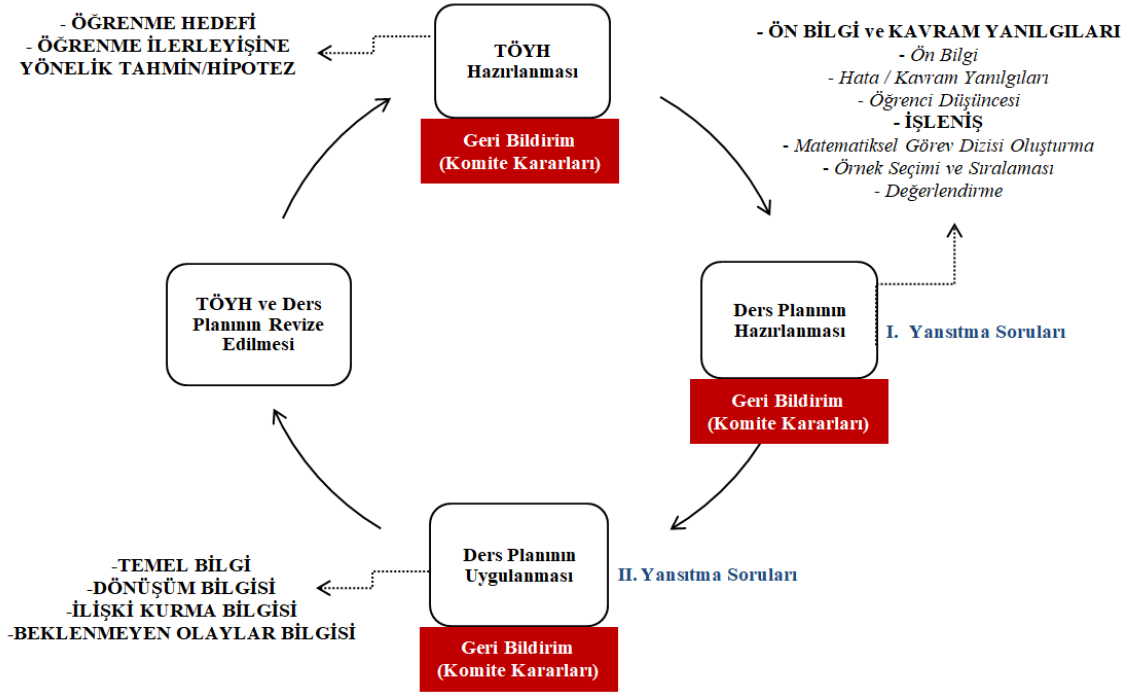 - ÖĞRENME HEDEFİ
- ÖĞRENME İLERLEYİŞİNE
YÖNELİK TAHMİN/HİPOTEZ
TÖYH
Hazırlanması
Geri Bildirim
(Komite Kararları)
- ÖN BİLGİ ve KAVRAM YANILGILARI
- Ön Bilgi
- Hata / Kavram Yanılgıları
- Öğrenci Düşüncesi
- İŞLENİŞ
- Matematiksel Görev Dizisi Oluşturma
- Örnek Seçimi ve Sıralaması
- Değerlendirme
Ders Planının
Hazırlanması
I. Yansıtma Soruları
Geri Bildirim
(Komite Kararları)
TÖYH ve Ders
Planının Revize
Edilmesi
Ders Planının
Uygulanması
II. Yansıtma Soruları
Geri Bildirim
(Komite Kararları)
-TEMEL BİLGİ
-DÖNÜŞÜM BİLGİSİ
-İLİŞKİ KURMA BİLGİSİ
-BEKLENMEYEN OLAYLAR BİLGİSİ